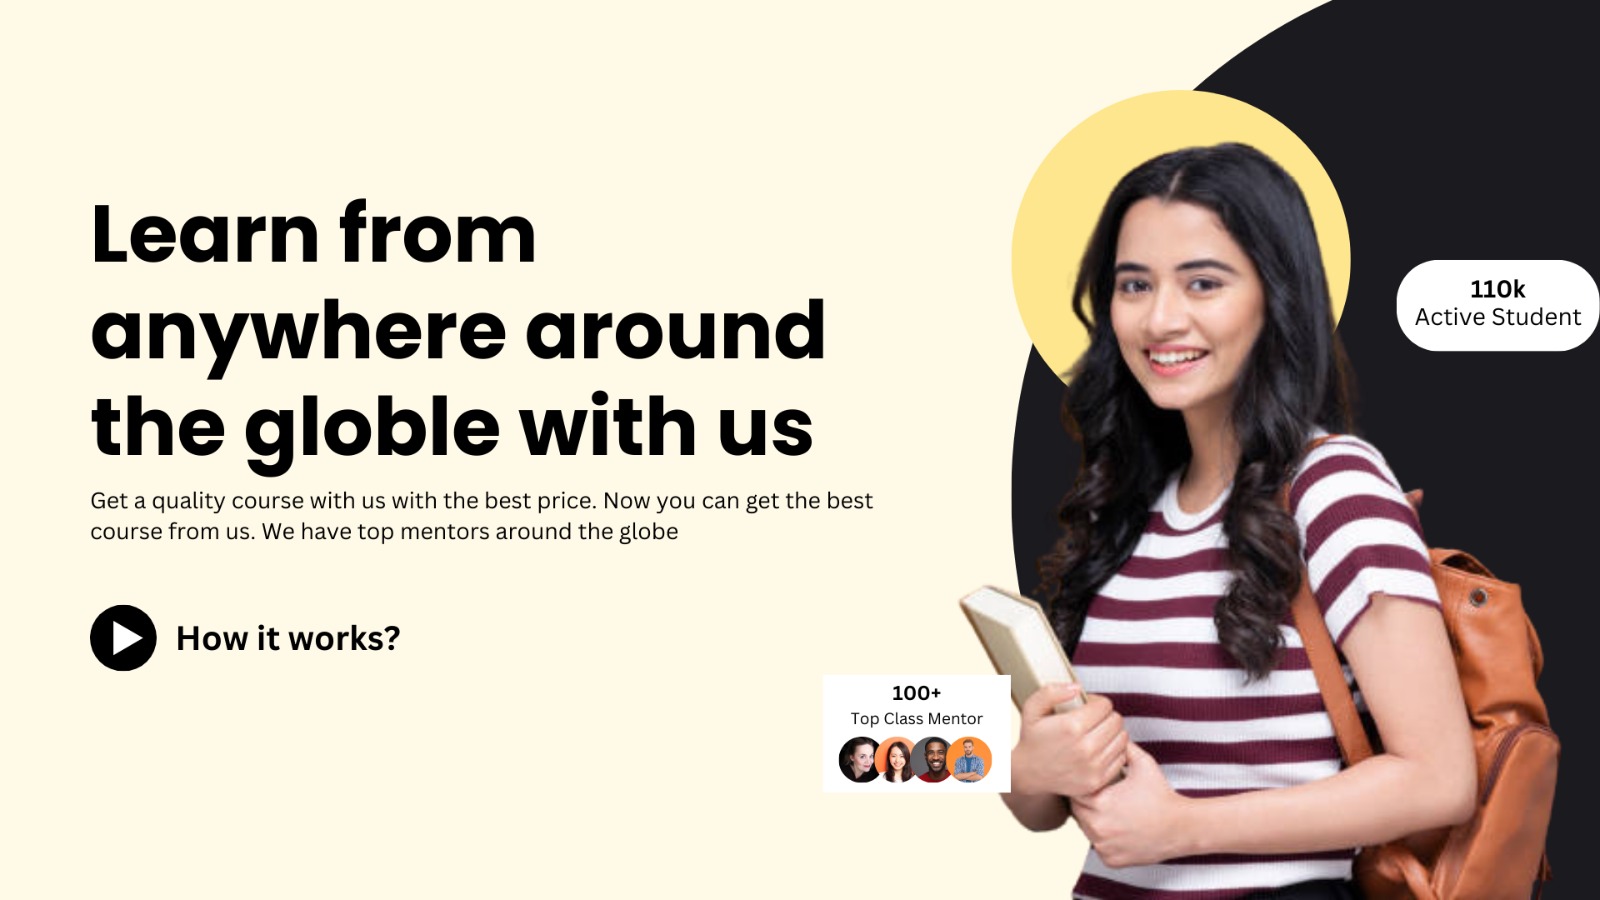 Learn from
anywhere around
the globle with us
Get a quality course with us with the best price. Now you can get the best
course from us. We have top mentors around the globe
How it works?
110k
Active Student
100+
Top Class Mentor